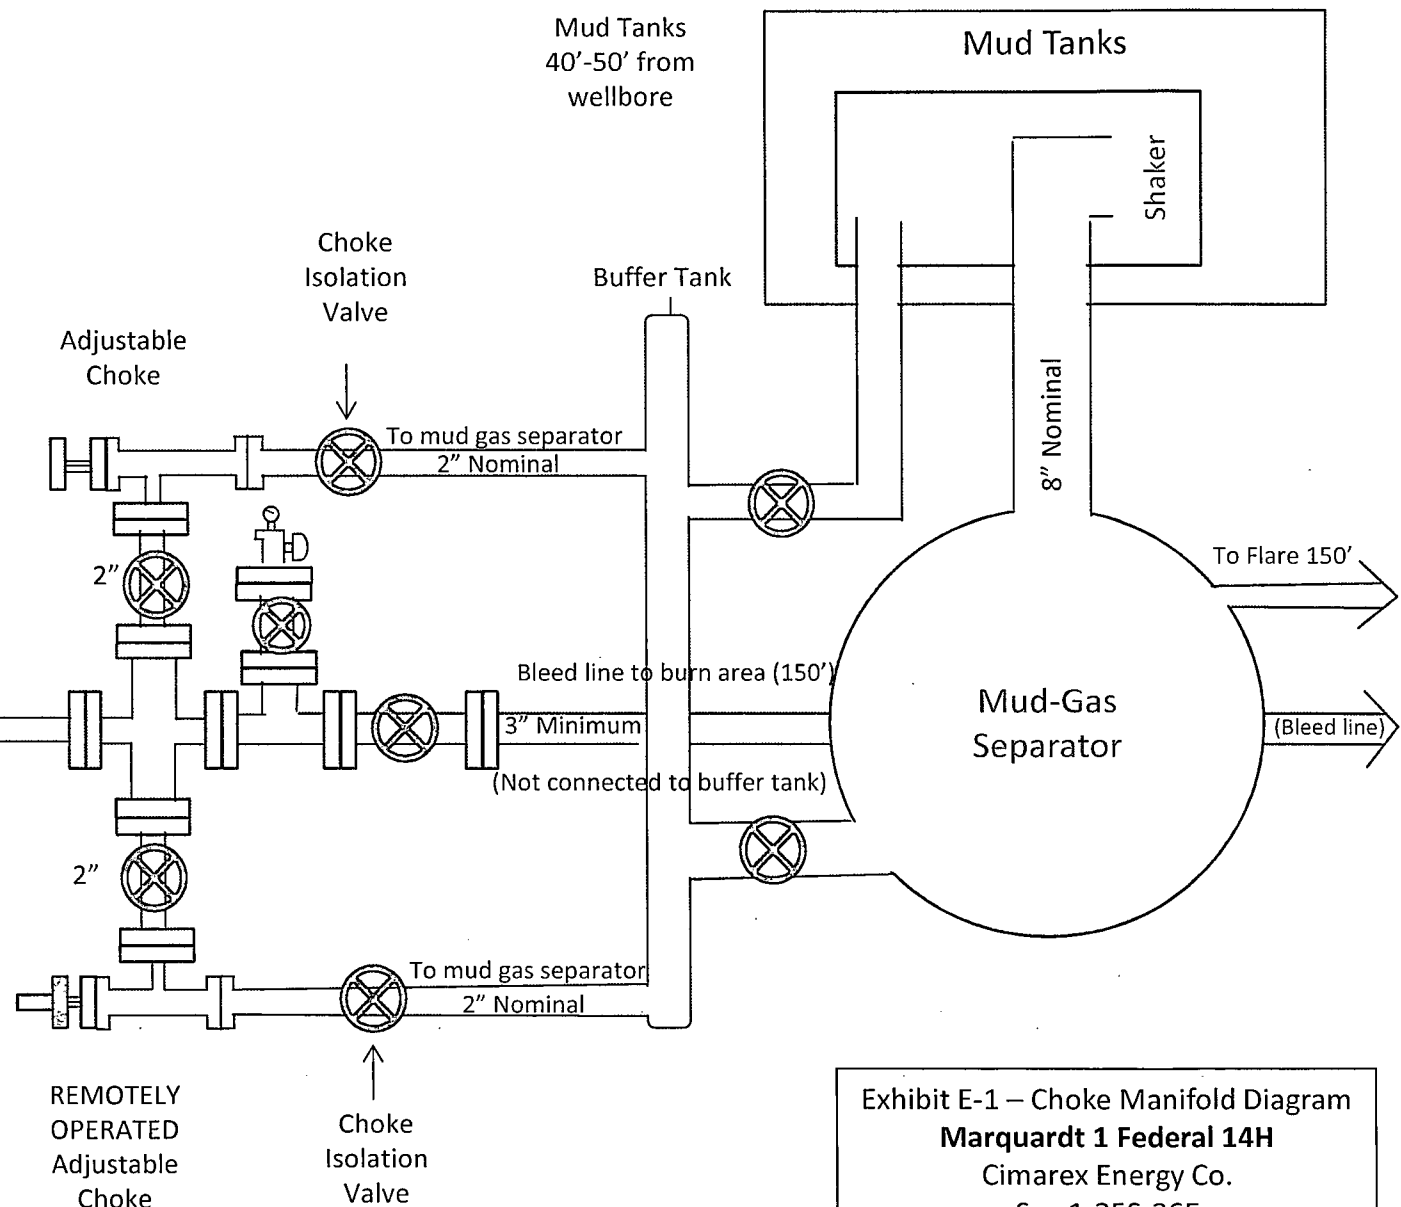 Mud Tanks
40’-50’ from
wellbore
Mud Tanks
Shaker
Choke
Isolation
Valve
Buffer Tank
Adjustable
Choke
To mud gas separator
2” Nominal
8” Nominal
2”
To Flare 150’
Bleed line to burn area (150’)
3” Minimum
(Not connected to buffer tank)
Mud-Gas
Separator
(Bleed line)
2”
To mud gas separator
2” Nominal
REMOTELY
OPERATED
Adjustable
Choke
Choke
Isolation
Valve
Exhibit E-1 – Choke Manifold Diagram
Marquardt 1 Federal 14H
Cimarex Energy Co.